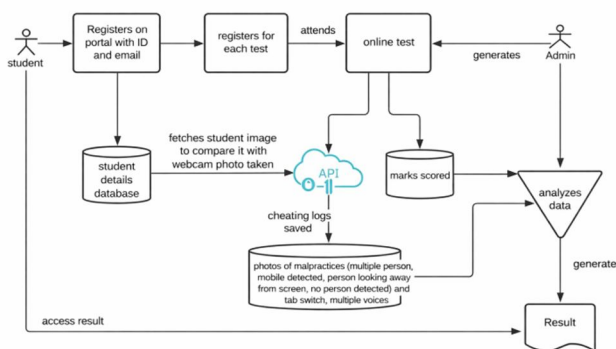 Registers on
portal with ID
and email
registers for
each test
attends
online test
generates
student
Admin
fetches student image
to compare it with
webcam photo taken
student
details
database
API
marks scored
analyzes
data
cheating logs
saved
photos of malpractices (multiple person,
mobile detected, person looking away
from screen, no person detected) and
tab switch, multiple voices
generate
access result
Result